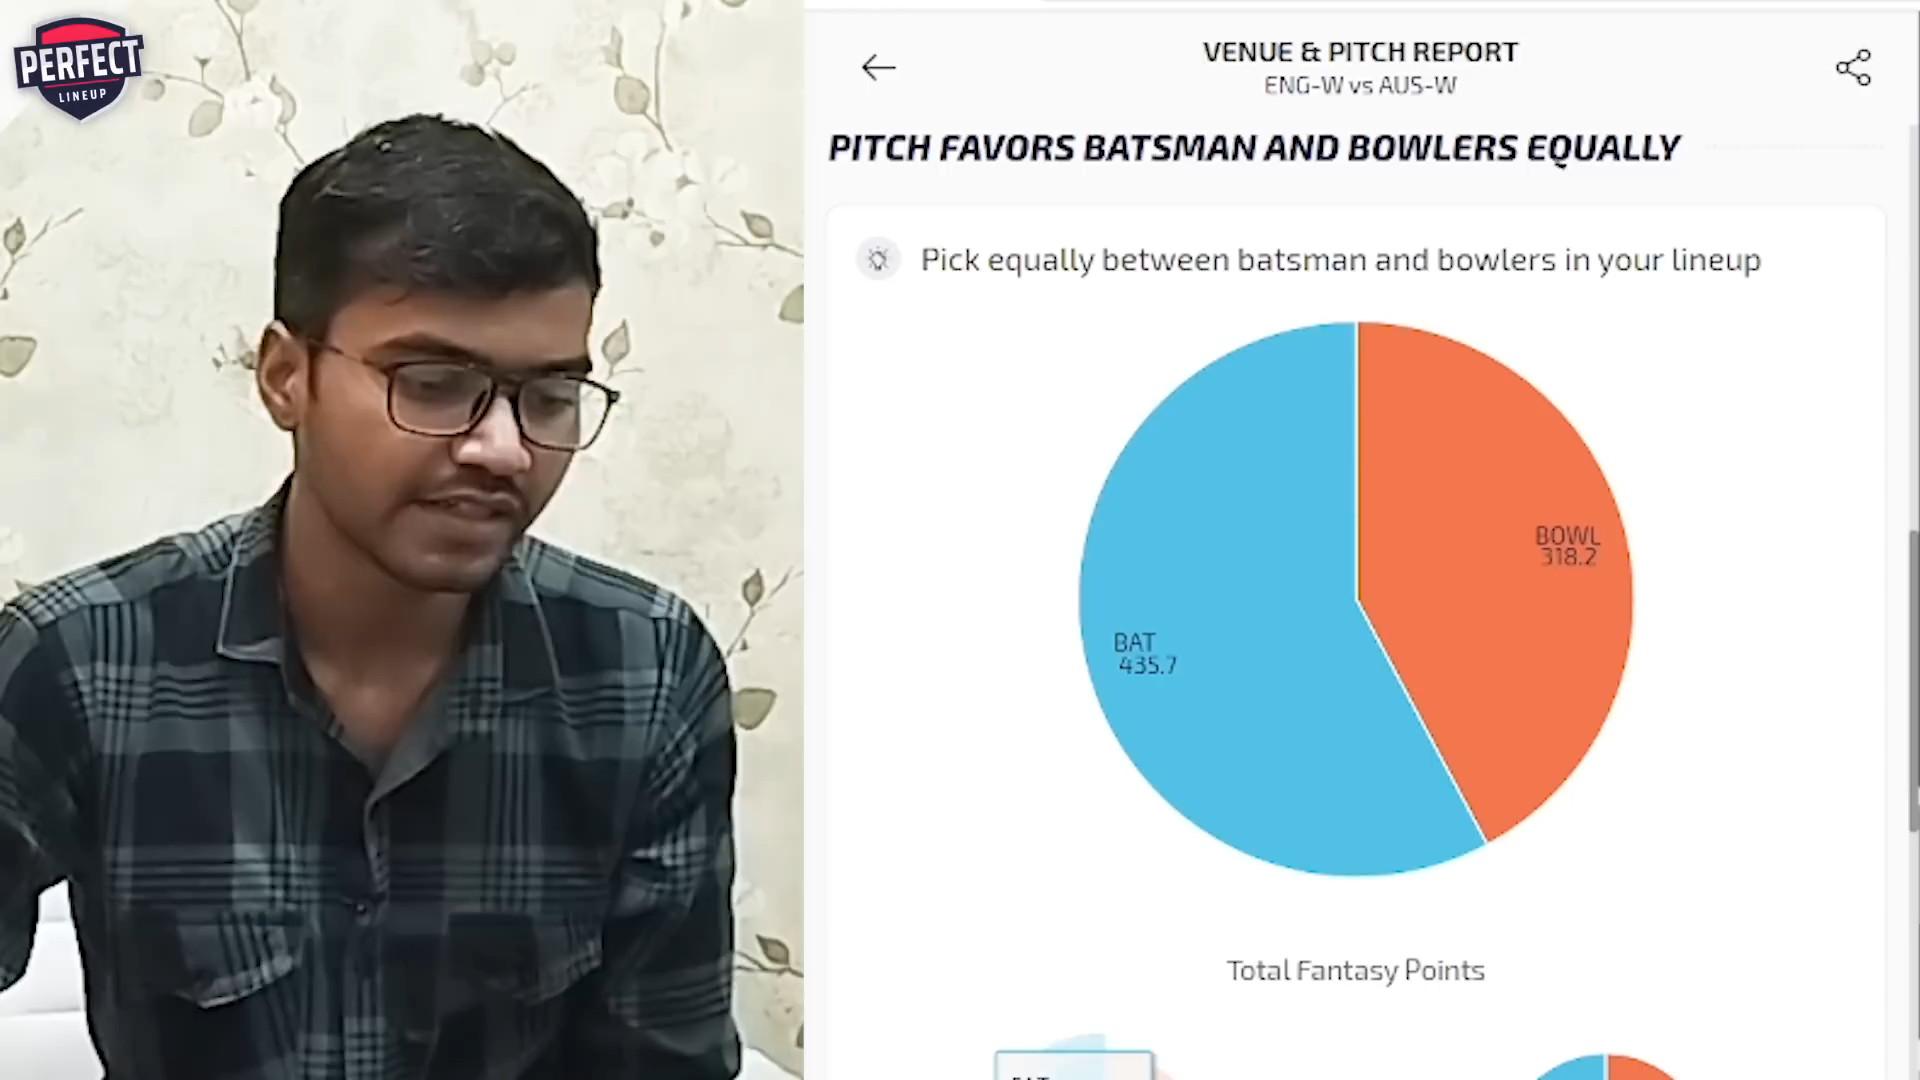 PERFECT
LINEUP
VENUE & PITCH REPORT
ENG-W vs AUS-W
PITCH FAVORS BATSMAN AND BOWLERS EQUALLY
Pick equally between batsman and bowlers in your lineup
BOWL
318.2
BAT
435.7
Total Fantasy Points